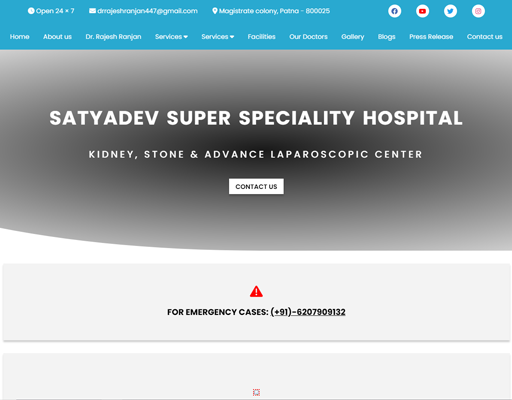 Open 24 × 7 drrajeshranjan447@gmail.com Magistrate colony, Patna - 800025
Home About us Dr. Rajesh Ranjan Services Services Facilities Our Doctors Gallery Blogs Press Release Contact us
SATYADEV SUPER SPECIALITY HOSPITAL
KIDNEY, STONE & ADVANCE LAPAROSCOPIC CENTER
CONTACT US
FOR EMERGENCY CASES: (+91)-6207909132